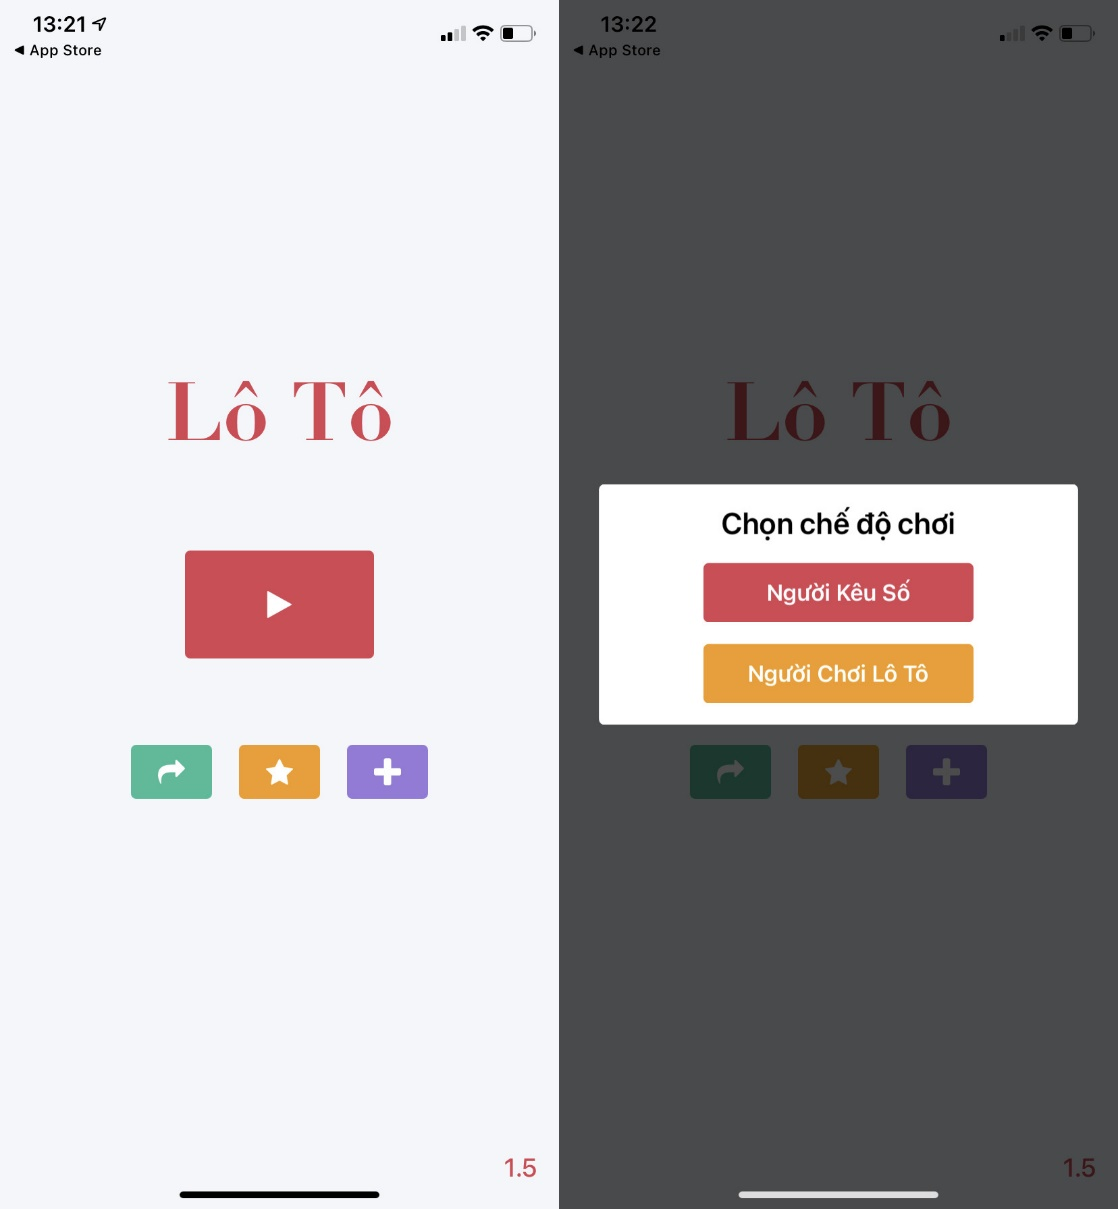 13:21
◀ App Store
Lô Tô
1.5
13:22
◀ App Store
Lô Tô
Chọn chế độ chơi
Người Kêu Số
Người Chơi Lô Tô
1.5